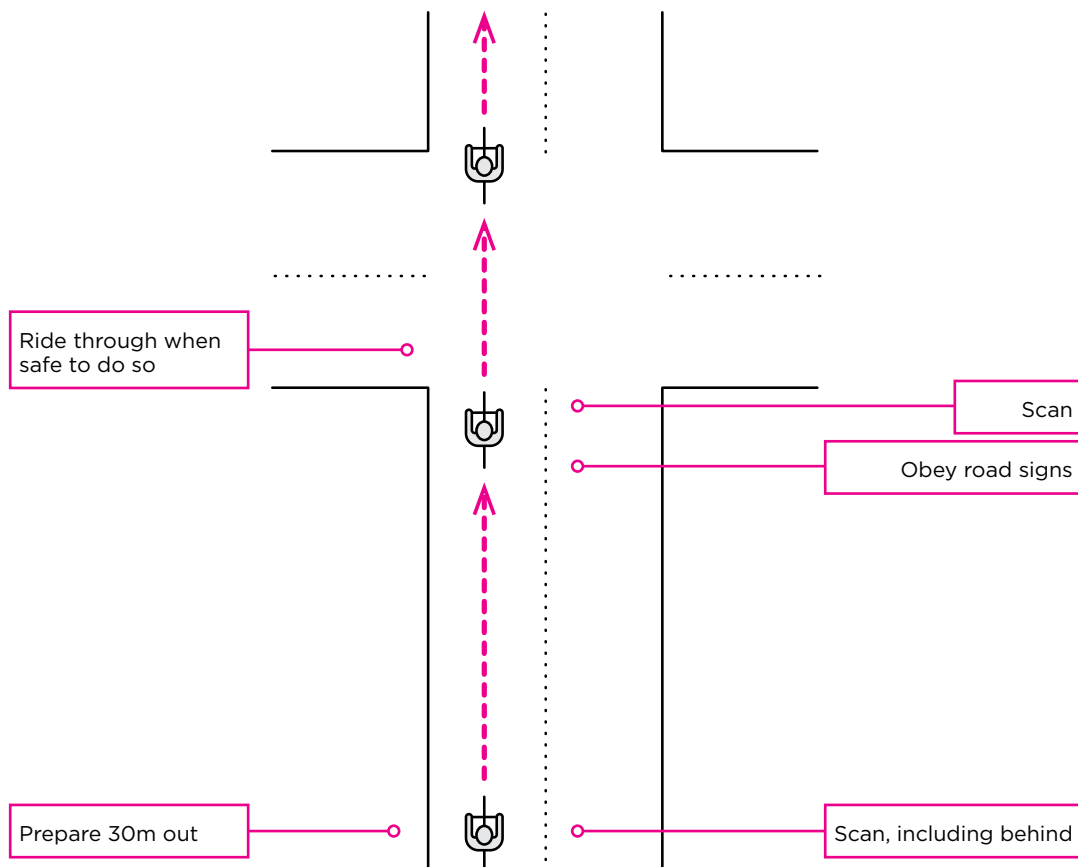 Ride through when
safe to do so
Scan
Obey road signs
Prepare 30m out
Scan, including behind